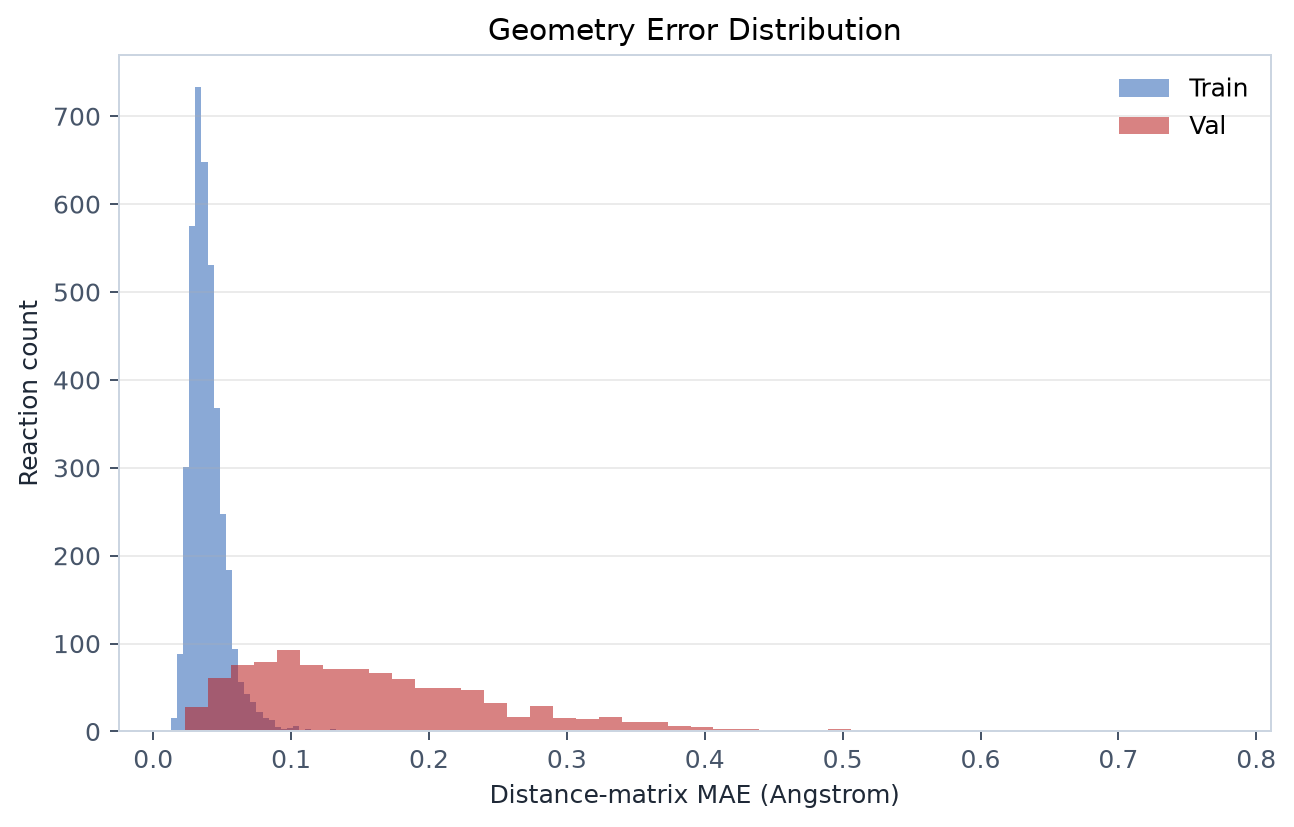 Geometry Error Distribution
Train
Val
700
600
500
400
300
200
100
0
Reaction count
0.0 0.1 0.2 0.3 0.4 0.5 0.6 0.7 0.8
Distance-matrix MAE (Angstrom)